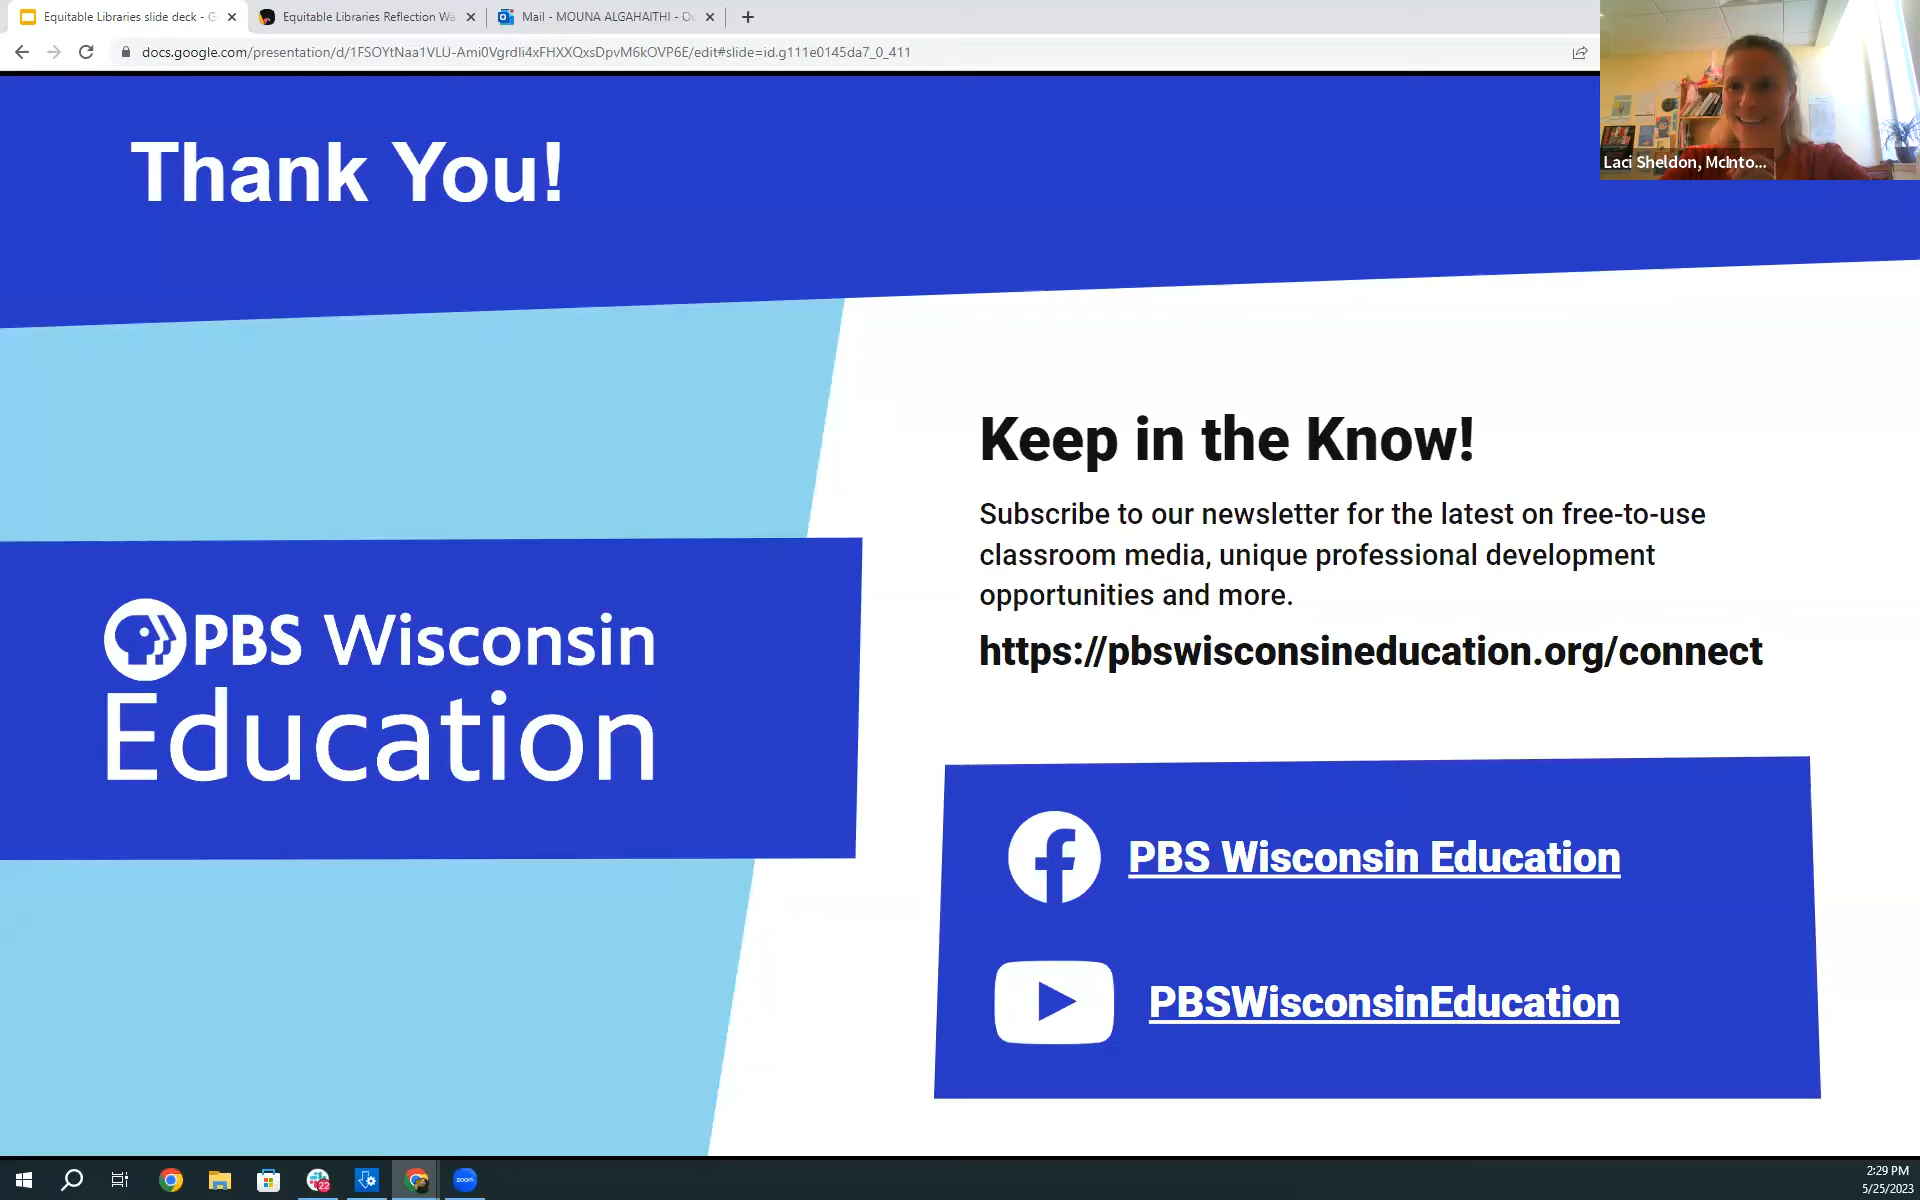 Equitable Libraries slide deck - G
Equitable Libraries Reflection Wa
Mail - MOUNA ALGAHAITHI - Ou
docs.google.com/presentation/d/1FSOYtNaa1VLU-Ami0Vgrdli4xFHXXQxsDpvM6kOVP6E/edit#slide=id.g111e0145da7_0_411
Laci Sheldon, McInto...
Thank You!
PBS Wisconsin
Education
Keep in the Know!
Subscribe to our newsletter for the latest on free-to-use
classroom media, unique professional development
opportunities and more.
https://pbswisconsineducation.org/connect
PBS Wisconsin Education
PBSWisconsinEducation
22
zoom
2:29 PM
5/25/2023